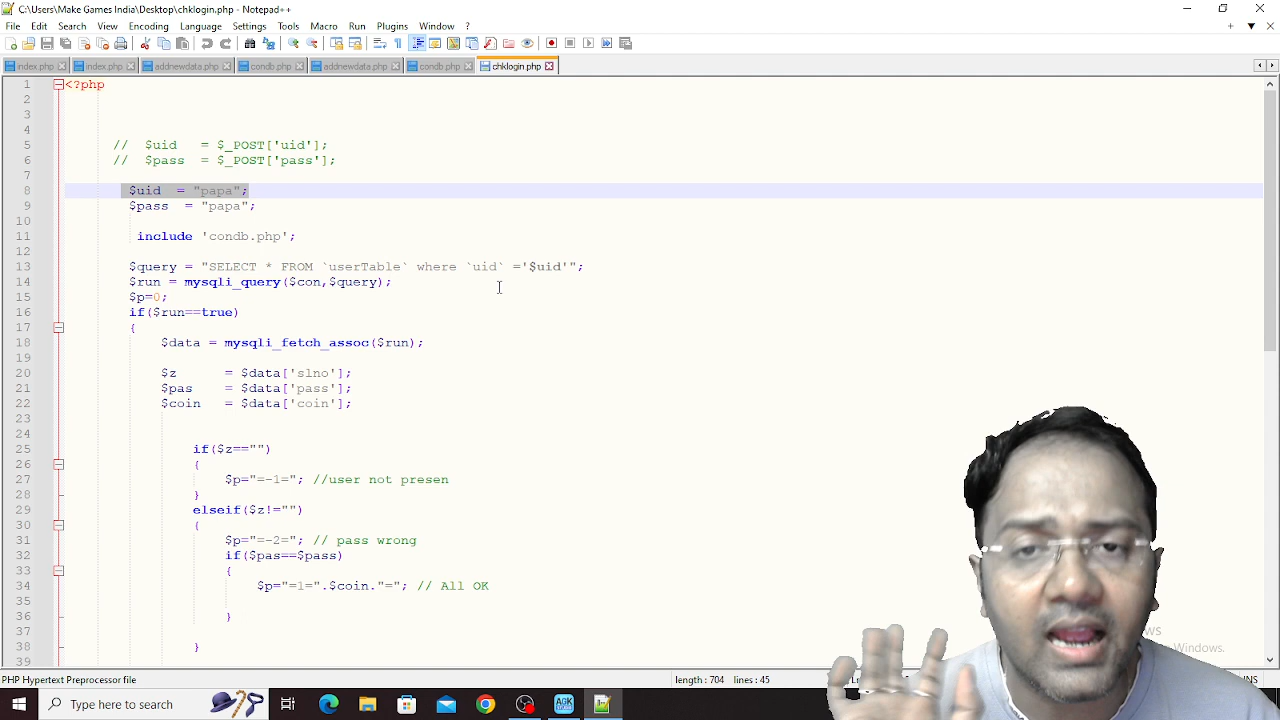 C:\Users\Make Games India\Desktop\chklogin.php - Notepad++
File Edit Search View Encoding Language Settings Tools Macro Run Plugins Window ?
index.php index.php addnewdata.php condb.php addnewdata.php condb.php chklogin.php
1 <?php
2
3
4
5 // $uid = $_POST['uid'];
6 // $pass = $_POST['pass'];
7
8 $uid = "papa";
9 $pass = "papa";
10
11 include 'condb.php';
12
13 $query = "SELECT * FROM `userTable` where `uid` ='$uid'";
14 $run = mysqli_query($con,$query);
15 $p=0;
16 if($run==true)
17 {
18 $data = mysqli_fetch_assoc($run);
19
20 $z = $data['slno'];
21 $pas = $data['pass'];
22 $coin = $data['coin'];
23
24
25 if($z=="")
26 {
27 $p="=-1="; //user not presen
28 }
29 elseif($z!="")
30 {
31 $p="=-2="; // pass wrong
32 if($pas==$pass)
33 {
34 $p="=1=".$coin."="; // All OK
35
36 }
37
38 }
39
Windows.
PHP Hypertext Preprocessor file length : 704 lines : 45
Type here to search